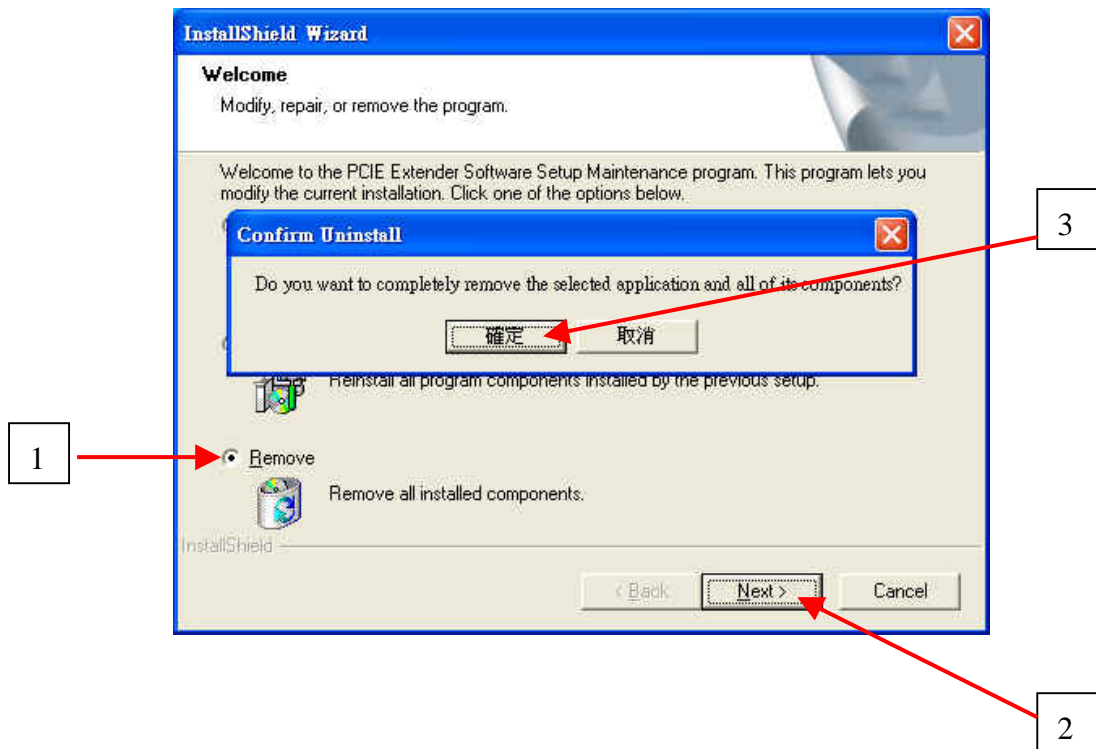 InstallShield Wizard
Welcome
Modify, repair, or remove the program.
Welcome to the PCIE Extender Software Setup Maintenance program. This program lets you
modify the current installation. Click one of the options below.
3
Confirm Uninstall
Do you want to completely remove the selected application and all of its components?
確定
取消
Reinstall all program components installed by the previous setup.
1
Remove
Remove all installed components.
InstallShield
< Back
Next >
Cancel
2